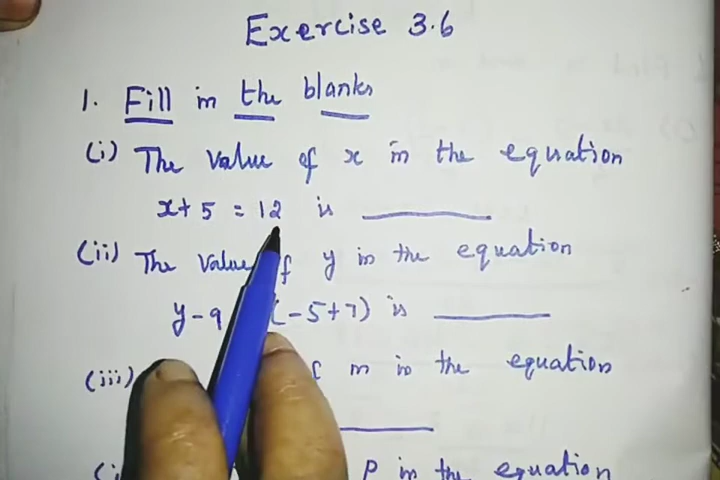 Exercise 3.6
1. Fill in the blanks
(i) The value of x in the equation
x + 5 = 12 is
(ii) The value of y in the equation
y - 9 (-5+7) is
(iii) m in the equation
P in the equation